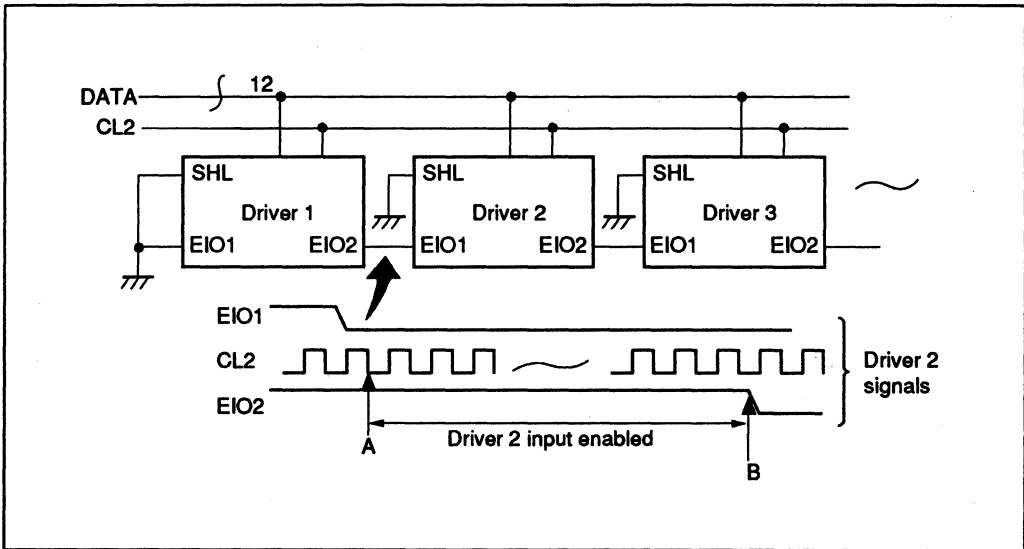 DATA 12
CL2
SHL SHL SHL
Driver 1 Driver 2 Driver 3
EIO1 EIO2 EIO1 EIO2 EIO1 EIO2
EIO1
CL2
EIO2
Driver 2
signals
Driver 2 input enabled
A
B